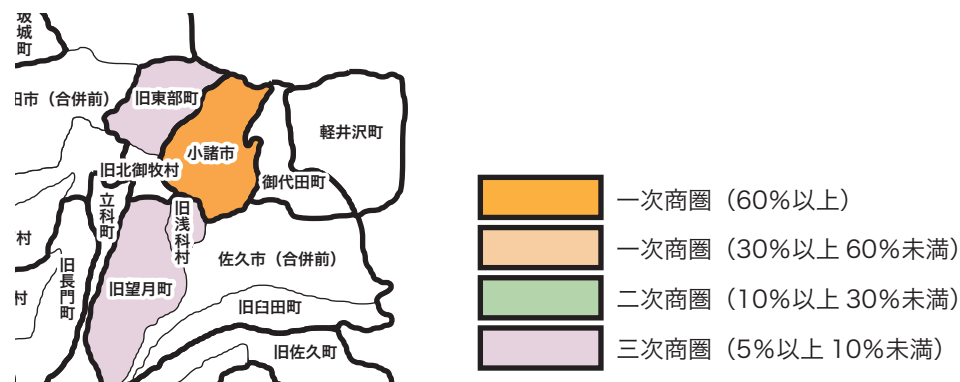 坂城町
田市（合併前）
旧東部町
軽井沢町
小諸市
旧北御牧村
御代田町
立科町
旧浅科村
村
佐久市（合併前）
旧長門町
旧望月町
村
旧臼田町
旧佐久町
一次商圏（60%以上）
一次商圏（30%以上 60%未満）
二次商圏（10%以上 30%未満）
三次商圏（5%以上 10%未満）